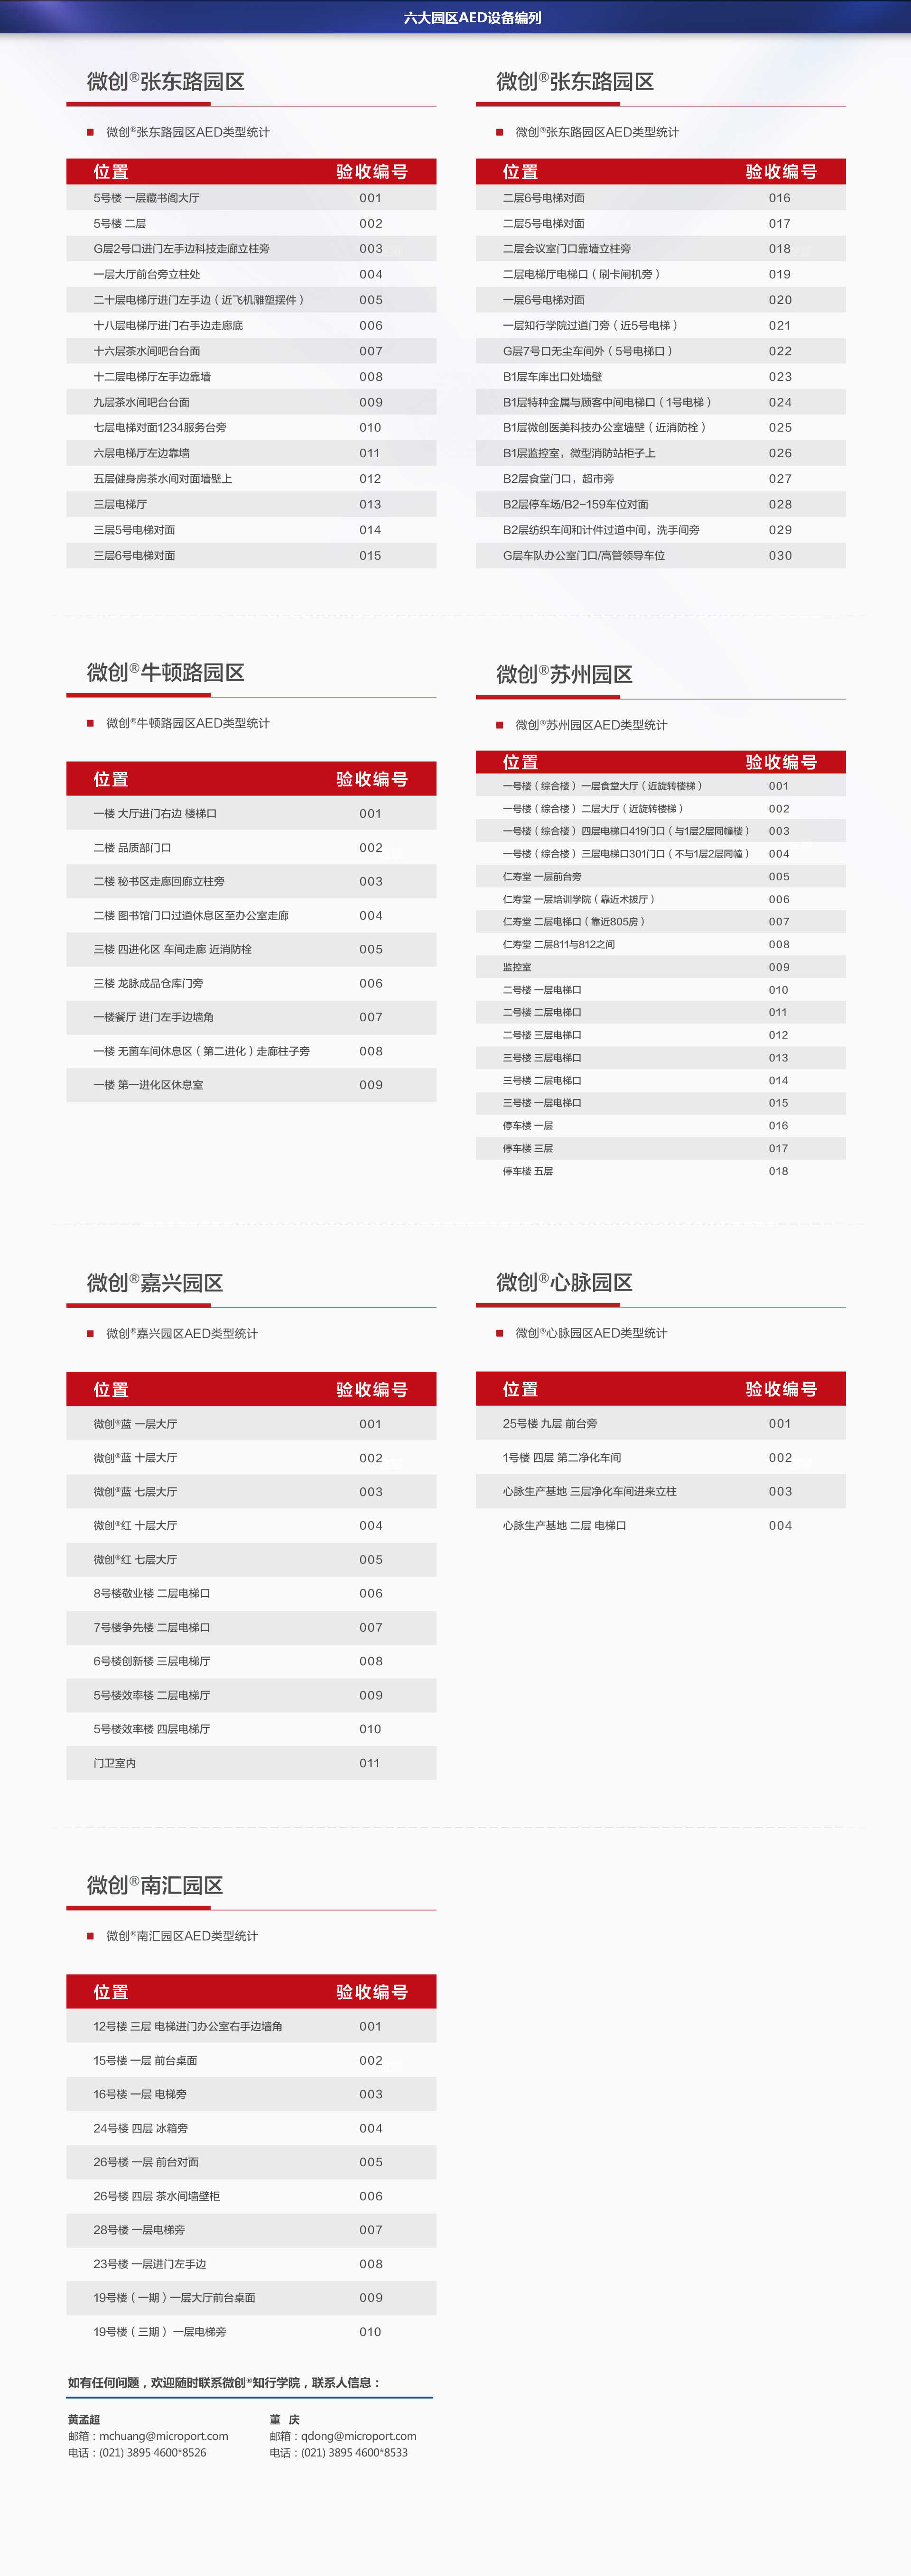 六大园区AED设备编列
微创®张东路园区
微创®张东路园区AED类型统计
位置 验收编号
5号楼 一层藏书阁大厅 001
5号楼 二层 002
G层2号口进门左手边科技走廊立柱旁 003
一层大厅前台旁立柱处 004
二十层电梯厅进门左手边（近飞机雕塑摆件） 005
十八层电梯厅进门右手边走廊底 006
十六层茶水间吧台台面 007
十二层电梯厅左手边靠墙 008
九层茶水间吧台台面 009
七层电梯对面1234服务台旁 010
六层电梯厅左边靠墙 011
五层健身房茶水间对面墙壁上 012
三层电梯厅 013
三层5号电梯对面 014
三层6号电梯对面 015
微创®张东路园区
微创®张东路园区AED类型统计
位置 验收编号
二层6号电梯对面 016
二层5号电梯对面 017
二层会议室门口靠墙立柱旁 018
二层电梯厅电梯口（刷卡闸机旁） 019
一层6号电梯对面 020
一层知行学院过道门旁（近5号电梯） 021
G层7号口无尘车间外（5号电梯口） 022
B1层车库出口处墙壁 023
B1层特种金属与顾客中间电梯口（1号电梯） 024
B1层微创医美科技办公室墙壁（近消防栓） 025
B1层监控室，微型消防站柜子上 026
B2层食堂门口，超市旁 027
B2层停车场/B2-159车位对面 028
B2层纺织车间和计件过道中间，洗手间旁 029
G层车队办公室门口/高管领导车位 030
微创®牛顿路园区
微创®牛顿路园区AED类型统计
位置 验收编号
一楼 大厅进门右边 楼梯口 001
二楼 品质部门口 002
二楼 秘书区走廊回廊立柱旁 003
二楼 图书馆门口过道休息区至办公室走廊 004
三楼 四进化区 车间走廊 近消防栓 005
三楼 龙脉成品仓库门旁 006
一楼餐厅 进门左手边墙角 007
一楼 无菌车间休息区（第二进化）走廊柱子旁 008
一楼 第一进化区休息室 009
微创®苏州园区
微创®苏州园区AED类型统计
位置 验收编号
一号楼（综合楼） 一层食堂大厅（近旋转楼梯） 001
一号楼（综合楼） 二层大厅（近旋转楼梯） 002
一号楼（综合楼） 四层电梯口419门口（与1层2层同幢楼） 003
一号楼（综合楼） 三层电梯口301门口（不与1层2层同幢） 004
仁寿堂 一层前台旁 005
仁寿堂 一层培训学院（靠近术拔厅） 006
仁寿堂 二层电梯口（靠近805房） 007
仁寿堂 二层811与812之间 008
监控室 009
二号楼 一层电梯口 010
二号楼 二层电梯口 011
二号楼 三层电梯口 012
三号楼 三层电梯口 013
三号楼 二层电梯口 014
三号楼 一层电梯口 015
停车楼 一层 016
停车楼 三层 017
停车楼 五层 018
微创®嘉兴园区
微创®嘉兴园区AED类型统计
位置 验收编号
微创®蓝 一层大厅 001
微创®蓝 十层大厅 002
微创®蓝 七层大厅 003
微创®红 十层大厅 004
微创®红 七层大厅 005
8号楼敬业楼 二层电梯口 006
7号楼争先楼 二层电梯口 007
6号楼创新楼 三层电梯厅 008
5号楼效率楼 二层电梯厅 009
5号楼效率楼 四层电梯厅 010
门卫室内 011
微创®心脉园区
微创®心脉园区AED类型统计
位置 验收编号
25号楼 九层 前台旁 001
1号楼 四层 第二净化车间 002
心脉生产基地 三层净化车间进来立柱 003
心脉生产基地 二层 电梯口 004
微创®南汇园区
微创®南汇园区AED类型统计
位置 验收编号
12号楼 三层 电梯进门办公室右手边墙角 001
15号楼 一层 前台桌面 002
16号楼 一层 电梯旁 003
24号楼 四层 冰箱旁 004
26号楼 一层 前台对面 005
26号楼 四层 茶水间墙壁柜 006
28号楼 一层电梯旁 007
23号楼 一层进门左手边 008
19号楼（一期）一层大厅前台桌面 009
19号楼（三期） 一层电梯旁 010
如有任何问题，欢迎随时联系微创®知行学院，联系人信息：
黄孟超
邮箱：mchuang@microport.com
电话：(021) 3895 4600*8526
董 庆
邮箱：qdong@microport.com
电话：(021) 3895 4600*8533